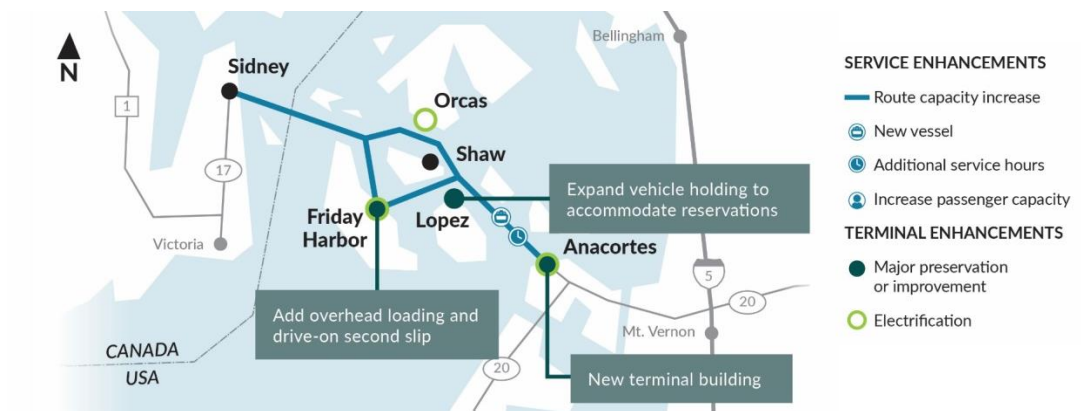 Bellingham
SERVICE ENHANCEMENTS
N
Sidney
Route capacity increase
1
Orcas
New vessel
Shaw
Additional service hours
17
Expand vehicle holding to
accommodate reservations
Increase passenger capacity
Friday
Harbor
Lopez
TERMINAL ENHANCEMENTS
Victoria
Anacortes
Major preservation
or improvement
5
20
Add overhead loading and
drive-on second slip
Electrification
Mt. Vernon
CANADA
USA
20
New terminal building